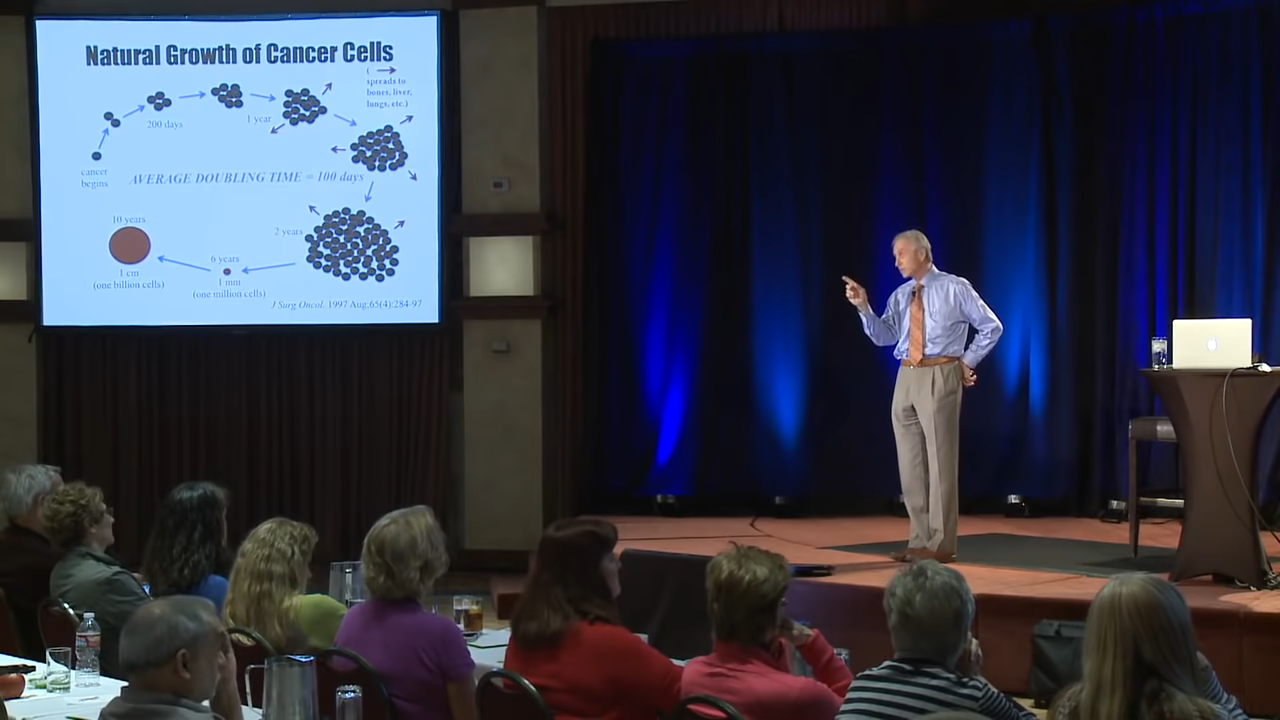 Natural Growth of Cancer Cells
( →
spreads to
bones, liver,
lungs, etc.)
200 days
1 year
cancer
begins
AVERAGE DOUBLING TIME = 100 days
10 years
2 years
6 years
1 cm
(one billion cells)
1 mm
(one million cells)
J Surg Oncol. 1997 Aug;65(4):284-97